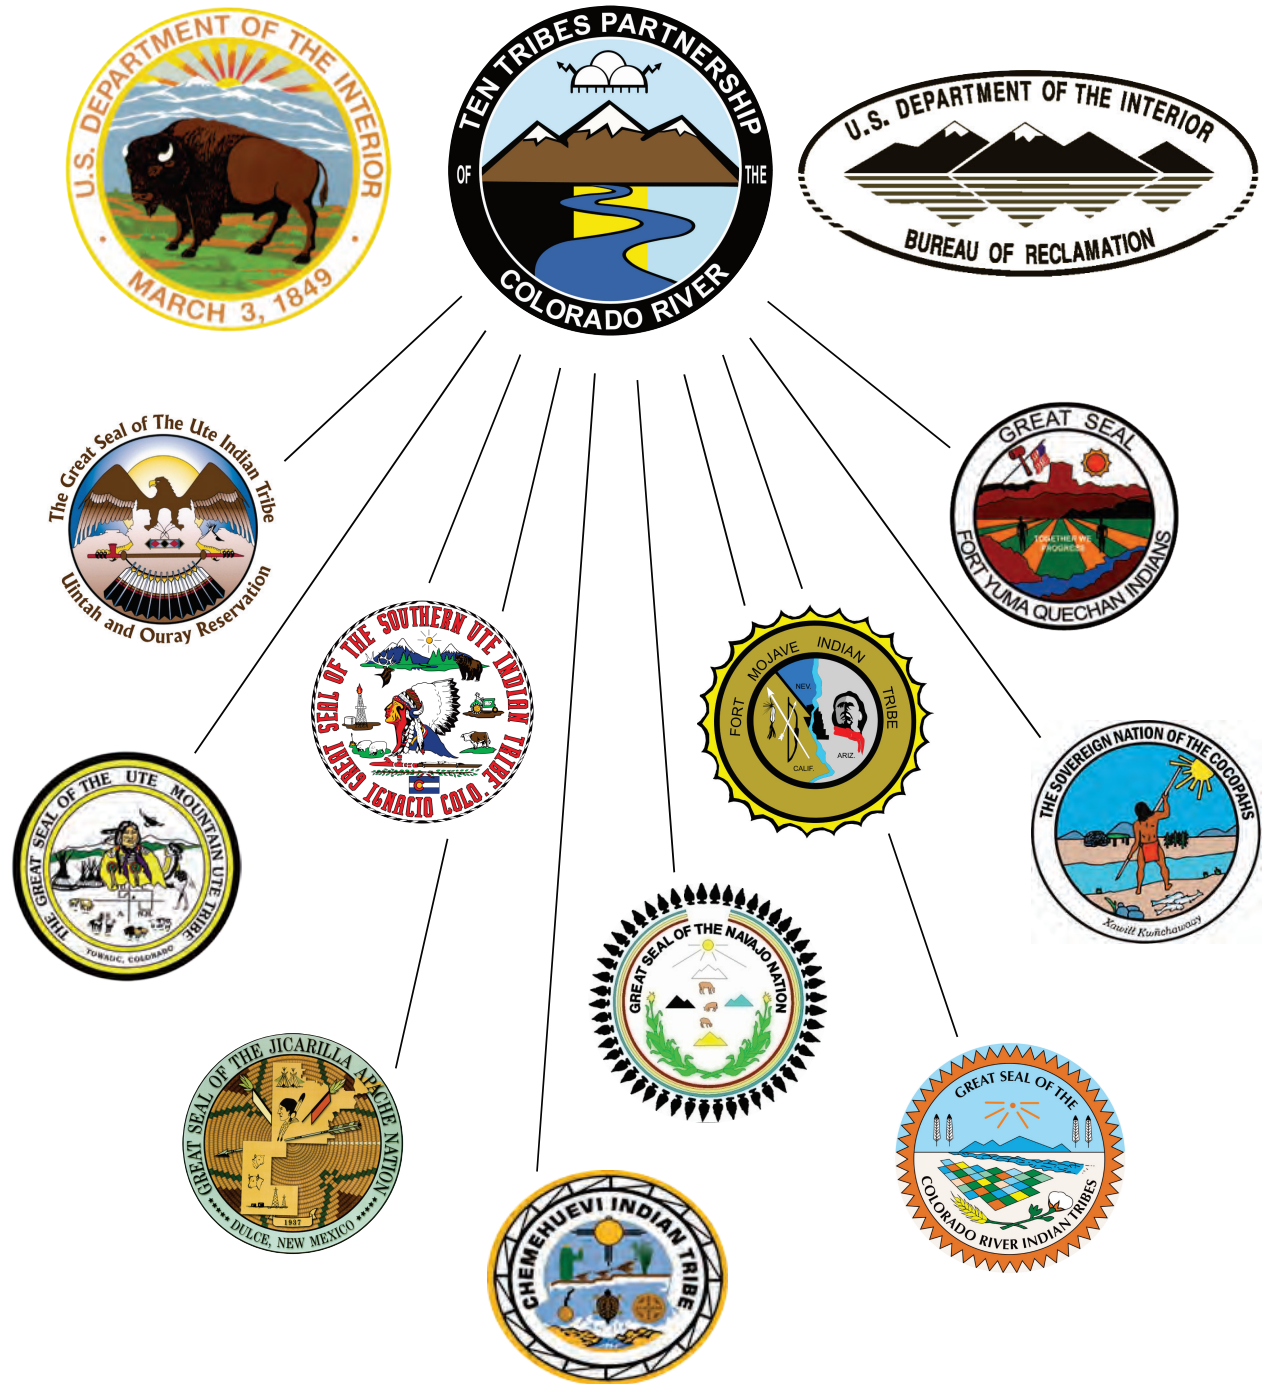 U.S. DEPARTMENT OF THE INTERIOR
MARCH 3, 1849
TEN TRIBES PARTNERSHIP
OF THE
COLORADO RIVER
U.S. DEPARTMENT OF THE INTERIOR
BUREAU OF RECLAMATION
The Great Seal of The Ute Indian Tribe
Uintah and Ouray Reservation
GREAT SEAL
TOGETHER WE
PROGRESS
FORT YUMA QUECHAN INDIANS
GREAT SEAL OF THE SOUTHERN UTE INDIAN TRIBE
IGNACIO COLO.
FORT MOJAVE INDIAN TRIBE
NEV.
ARIZ.
CALIF.
THE GREAT SEAL OF THE UTE MOUNTAIN UTE TRIBE
TOWAOC, COLORADO
THE SOVEREIGN NATION OF THE COCOPAHS
Xawitt Kwñchawaay
GREAT SEAL OF THE NAVAJO NATION
GREAT SEAL OF THE JICARILLA APACHE NATION
1937
DULCE, NEW MEXICO
GREAT SEAL OF THE
COLORADO RIVER INDIAN TRIBES
CHEMEHUEVI INDIAN TRIBE